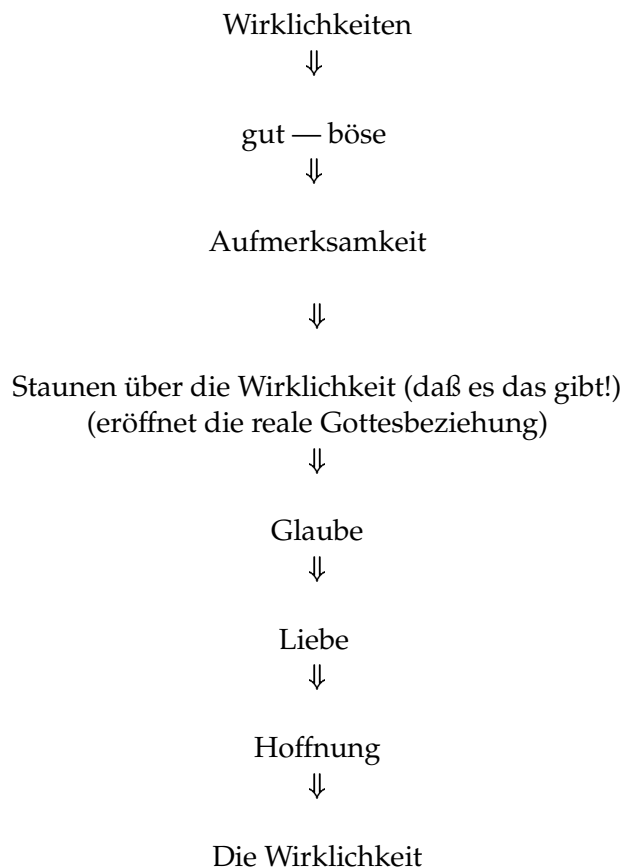 Wirklichkeiten
⇓
gut — böse
⇓
Aufmerksamkeit
⇓
Staunen über die Wirklichkeit (daß es das gibt!)
(eröffnet die reale Gottesbeziehung)
⇓
Glaube
⇓
Liebe
⇓
Hoffnung
⇓
Die Wirklichkeit